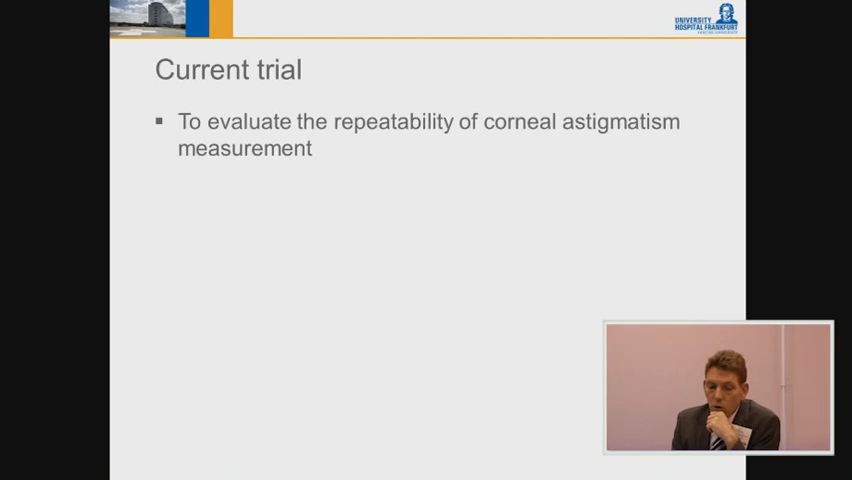 UNIVERSITY
HOSPITAL FRANKFURT
Current trial
▪ To evaluate the repeatability of corneal astigmatism
measurement